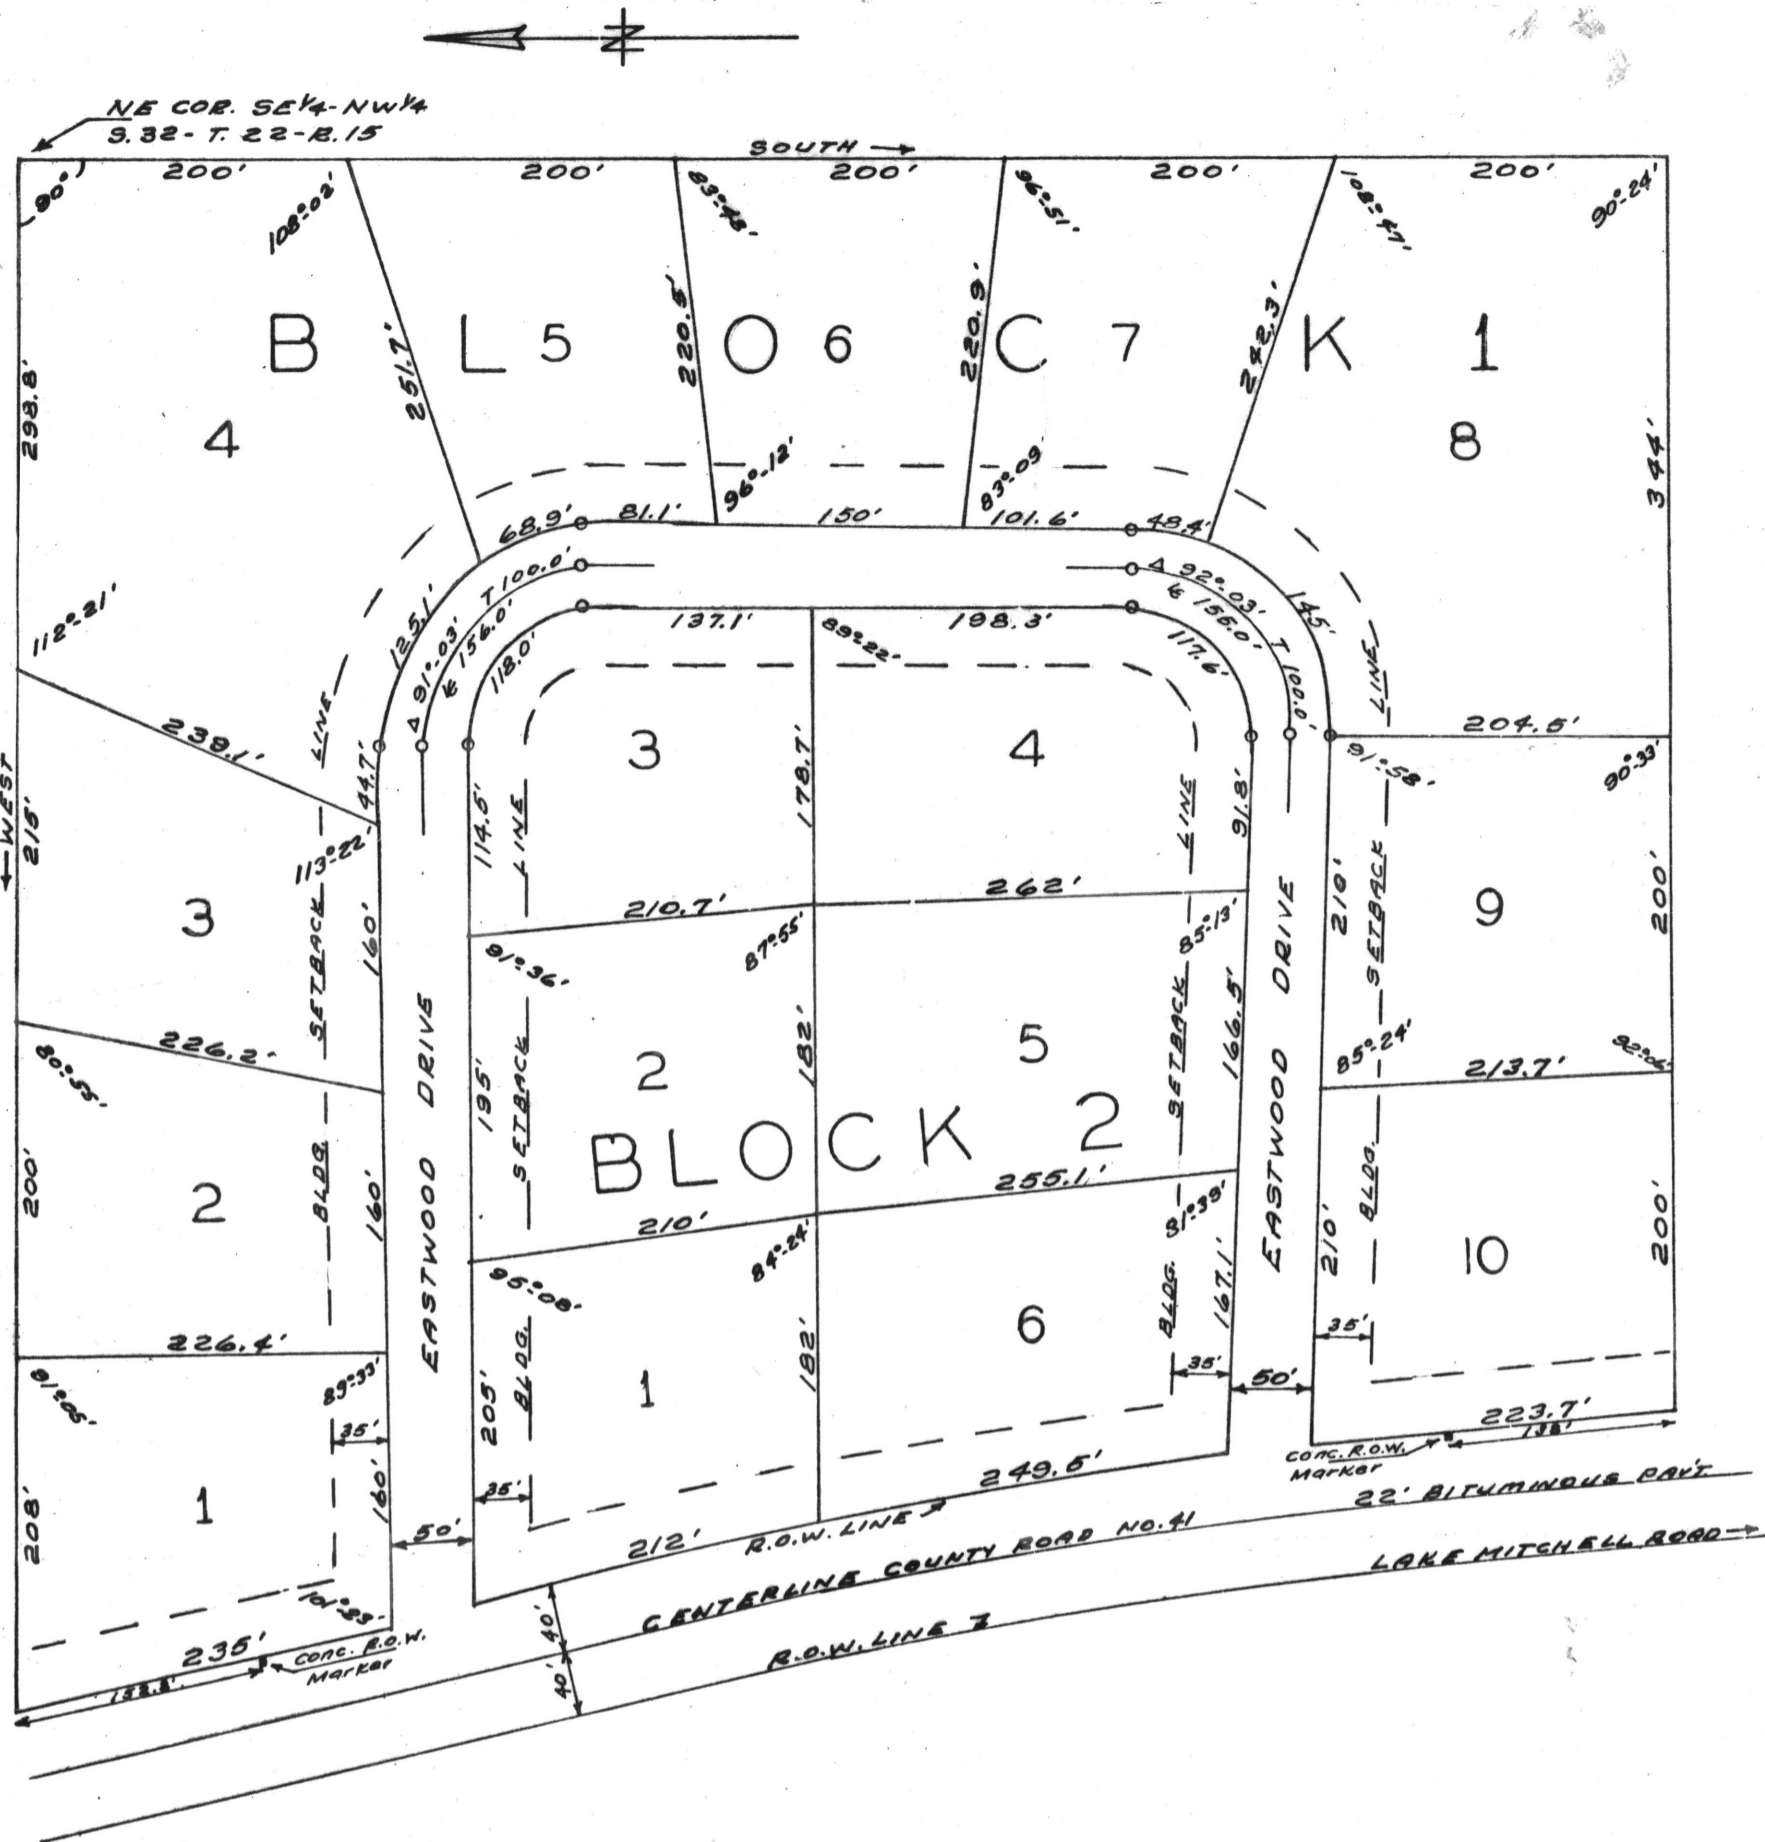 N
NE COR. SE¼-NW¼
S.32-T.22-R.15
SOUTH
200' 200' 200' 200' 200'
90° 108°-02' 83°-48' 96°-51' 108°-47' 90°-24'
BLOCK 1
4 5 6 7 8
298.8' 251.7" 220.5' 220.9' 242.3' 344'
96°-12' 83°-09'
68.9' 81.1' 150' 101.6' 48.4'
112°-21' 125.1' T 100.0' Δ 91°-03' ₵ 156.0' 118.0'
Δ 92°-03' ₵ 156.0' T 100.0' 145' 117.6'
137.1' 89°-22' 198.3'
239.1' 44.7' 204.5'
WEST
215' 113°-22' 160' 3
BLDG. SETBACK LINE
226.2'
80°-55' 200' 2 160'
226.4'
91°-05' 89°-33' 35' 208' 1 160'
101°-23'
235'
CONC. R.O.W.
Marker
50'
EASTWOOD DRIVE
114.5' 3 178.7' 4 91.8'
210.7' 262'
91°-36' 87°-55' 85°-13'
195' 2 182' 5 166.5'
BLOCK 2
210' 255.1'
95°-08' 84°-24' 81°-39'
205' 1 182' 6 167.1'
BLDG. SETBACK LINE
BLDG. SETBACK LINE
35' 35'
212' 249.5'
50'
EASTWOOD DRIVE
91°-58' 90°-33'
210' 9 200'
85°-24' 92°-06'
213.7'
210' 10 200'
BLDG. SETBACK LINE
35'
223.7'
138'
CONC. R.O.W.
Marker
R.O.W. LINE
22' BITUMINOUS PAV'T.
CENTERLINE COUNTY ROAD NO. 41
LAKE MITCHELL ROAD
R.O.W. LINE
40'
40'